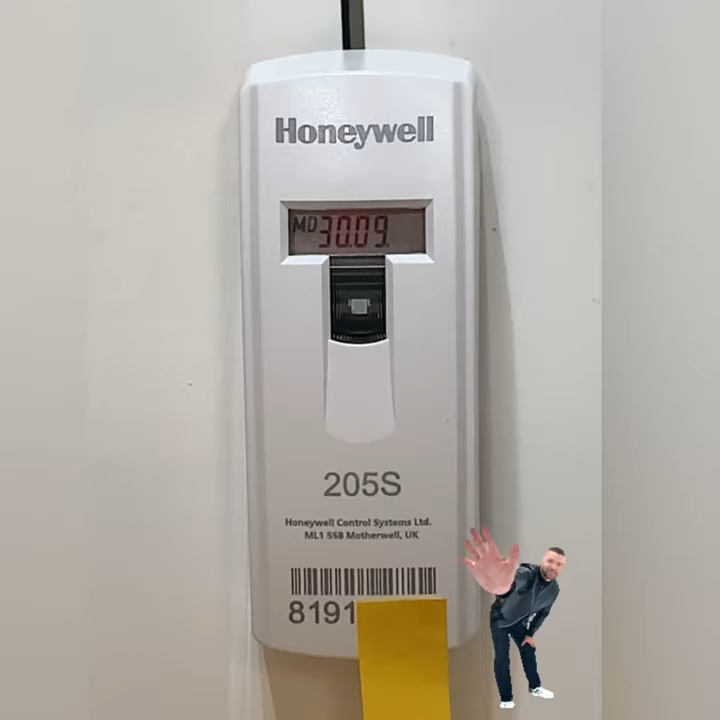 Honeywell
MD 30.09.
205S
Honeywell Control Systems Ltd.
ML1 5SB Motherwell, UK
8191